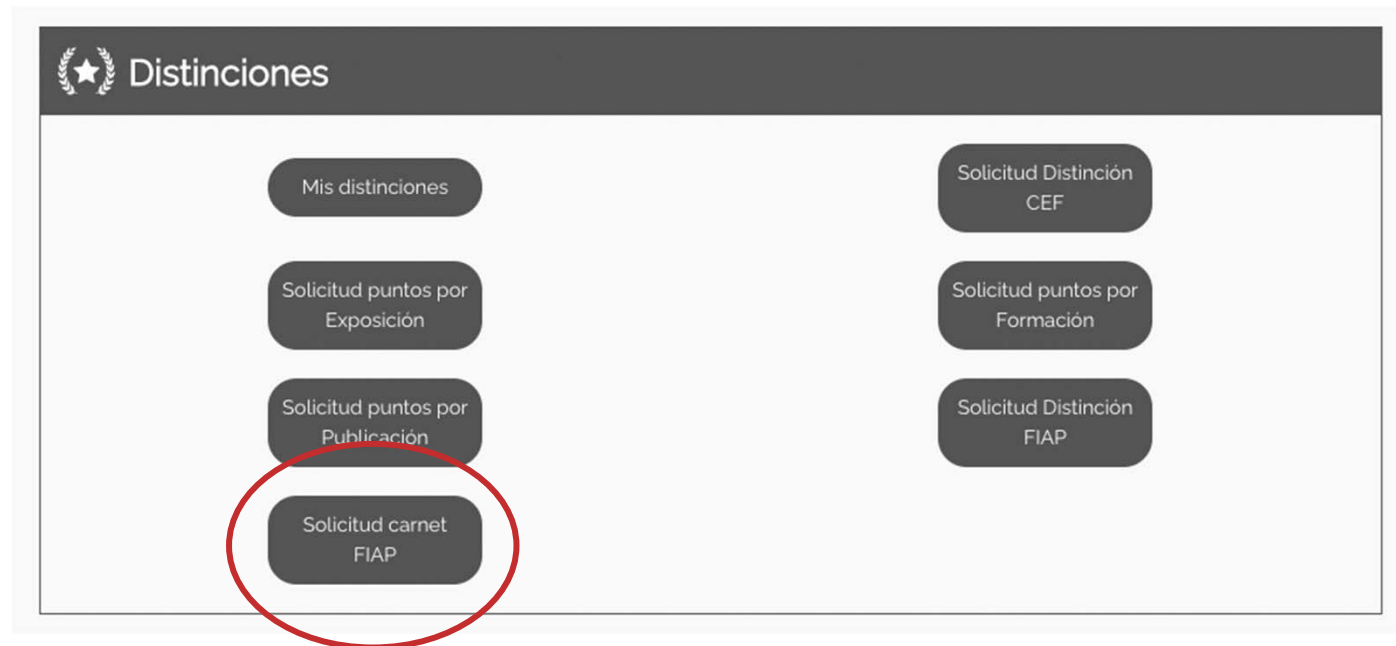 Distinciones
Mis distinciones
Solicitud Distinción
CEF
Solicitud puntos por
Exposición
Solicitud puntos por
Formación
Solicitud puntos por
Publicación
Solicitud Distinción
FIAP
Solicitud carnet
FIAP